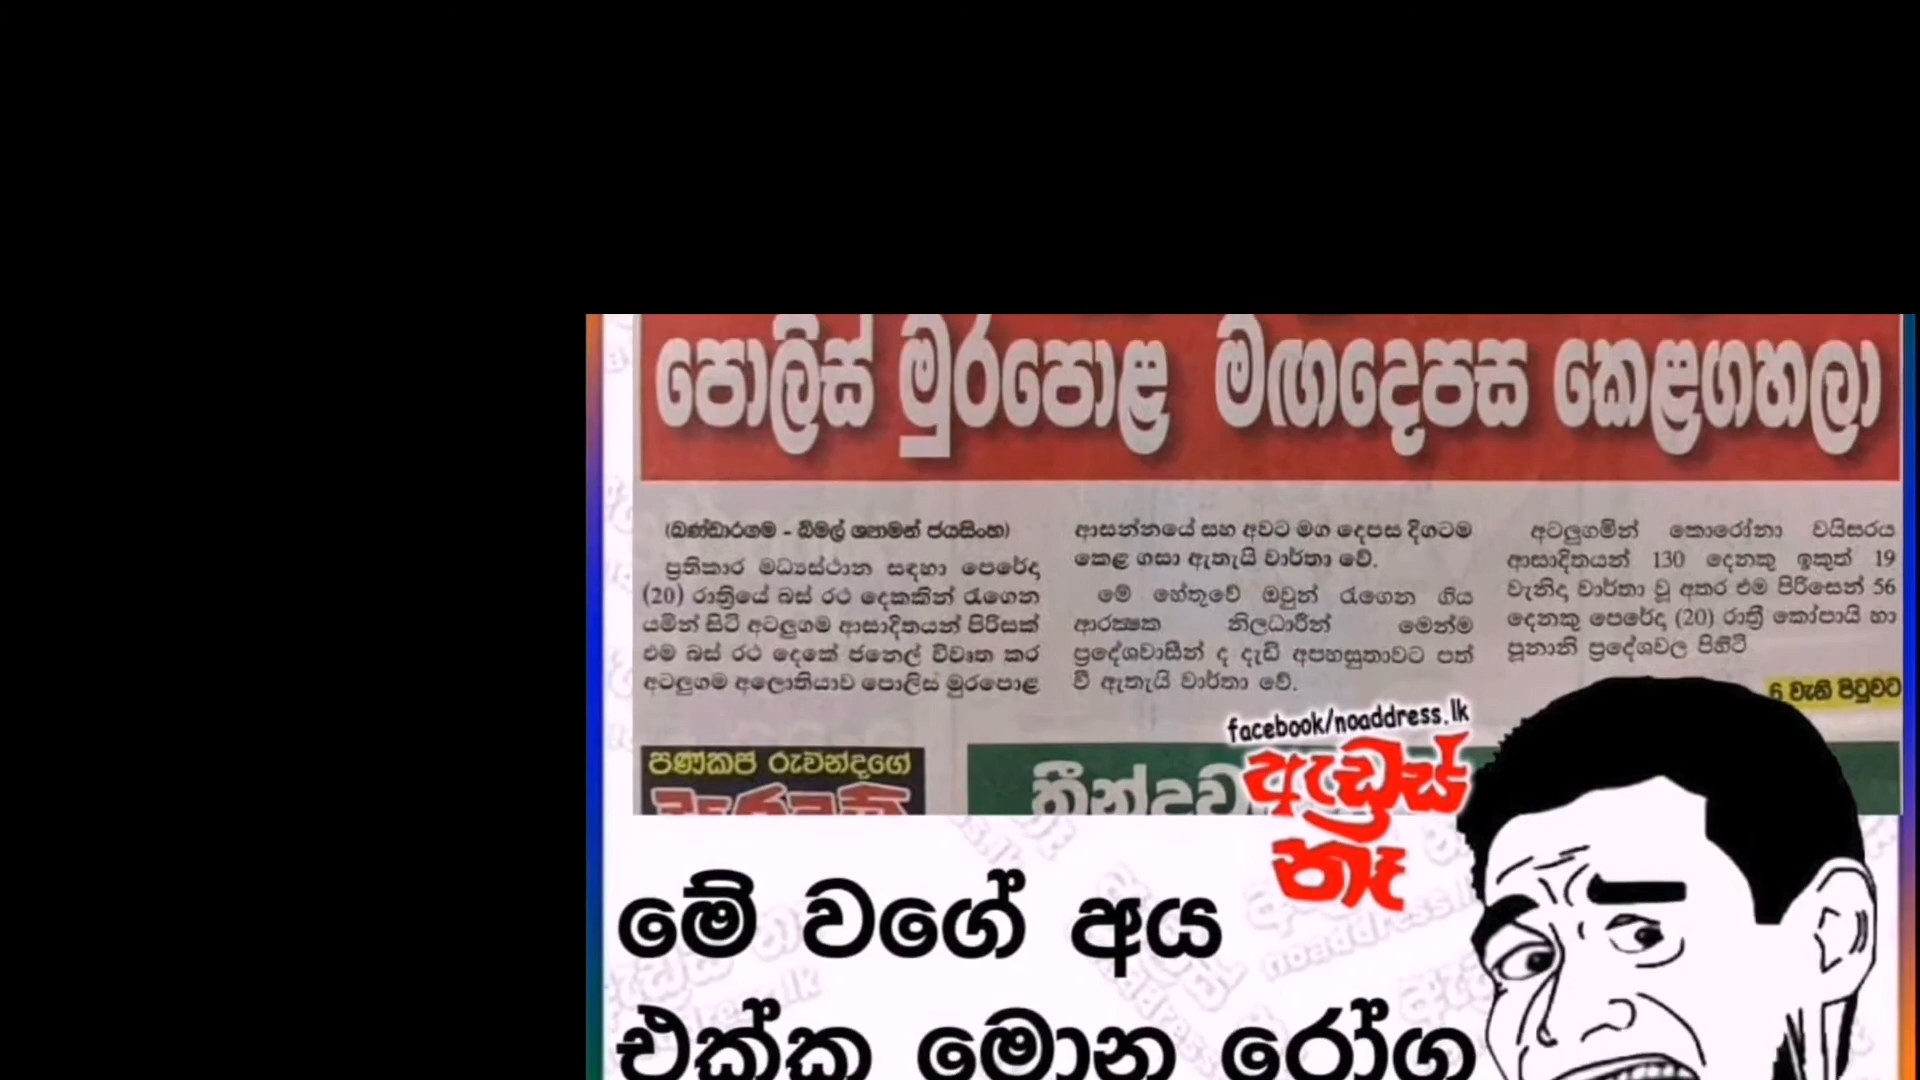 පොලිස් මුරපොළ මඟදෙපස කෙළගහලා
(බණ්ඩාරගම - බිමල් ශ්‍යාමන් ජයසිංහ)
ප්‍රතිකාර මධ්‍යස්ථාන සඳහා පෙරේදා
(20) රාත්‍රියේ බස් රථ දෙකකින් රැගෙන
යමින් සිටි අටලුගම ආසාදිතයන් පිරිසක්
එම බස් රථ දෙකේ ජනෙල් විවෘත කර
අටලුගම අලෝතියාව පොලිස් මුරපොළ
ආසන්නයේ සහ අවට මග දෙපස දිගටම
කෙළ ගසා ඇතැයි වාර්තා වේ.
මේ හේතුවේ ඔවුන් රැගෙන ගිය
ආරක්‍ෂක නිලධාරීන් මෙන්ම
ප්‍රදේශවාසීන් ද දැඩි අපහසුතාවට පත්
වී ඇතැයි වාර්තා වේ.
අටලුගමින් කොරෝනා වයිසරය
ආසාදිතයන් 130 දෙනකු ඉකුත් 19
වැනිදා වාර්තා වූ අතර එම පිරිසෙන් 56
දෙනකු පෙරේදා (20) රාත්‍රී කෝපායි හා
පූනානි ප්‍රදේශවල පිහිටි
6 වැනි පිටුවට
පණ්කජ රුවින්දගේ
තීන්දුව
facebook/noaddress.lk
ඇඩ්‍රස්
නෑ
මේ වගේ අය
එක්ක මොන රෝග